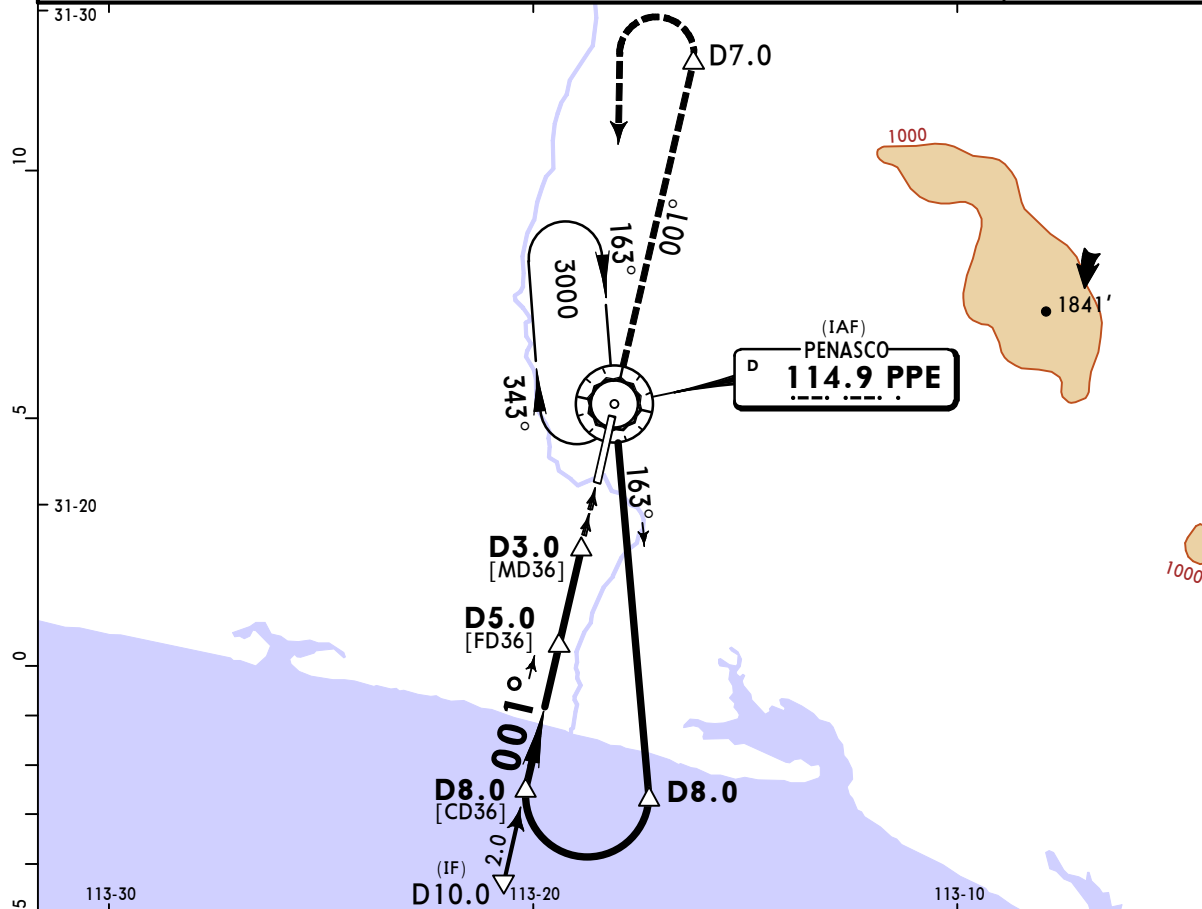 31-30
D7.0
10
1000
163°
001°
3000
1841'
(IAF)
PENASCO
D
114.9 PPE
343°
5
163°
31-20
D3.0
[MD36]
1000
D5.0
[FD36]
0
001°
D8.0
[CD36]
D8.0
2.0
(IF)
D10.0
113-30
113-20
113-10
5